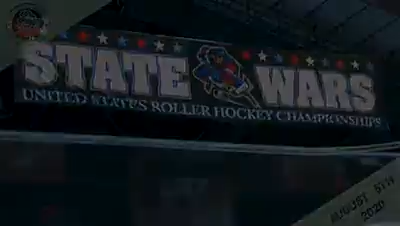 STATE WARS
UNITED STATES ROLLER HOCKEY CHAMPIONSHIPS
AUGUST 5TH
2020